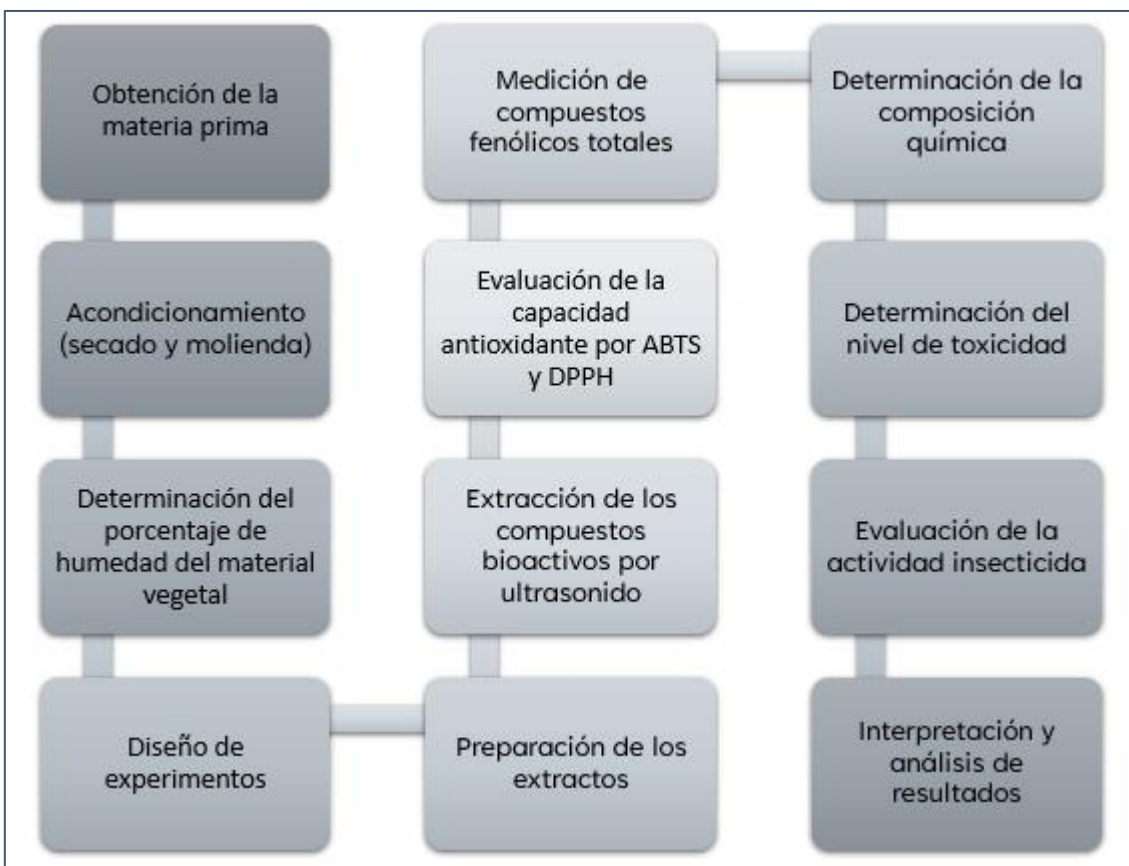 Obtención de la
materia prima
Acondicionamiento
(secado y molienda)
Determinación del
porcentaje de
humedad del material
vegetal
Diseño de
experimentos
Preparación de los
extractos
Extracción de los
compuestos
bioactivos por
ultrasonido
Evaluación de la
capacidad
antioxidante por ABTS
y DPPH
Medición de
compuestos
fenólicos totales
Determinación de la
composición
química
Determinación del
nivel de toxicidad
Evaluación de la
actividad insecticida
Interpretación y
análisis de
resultados